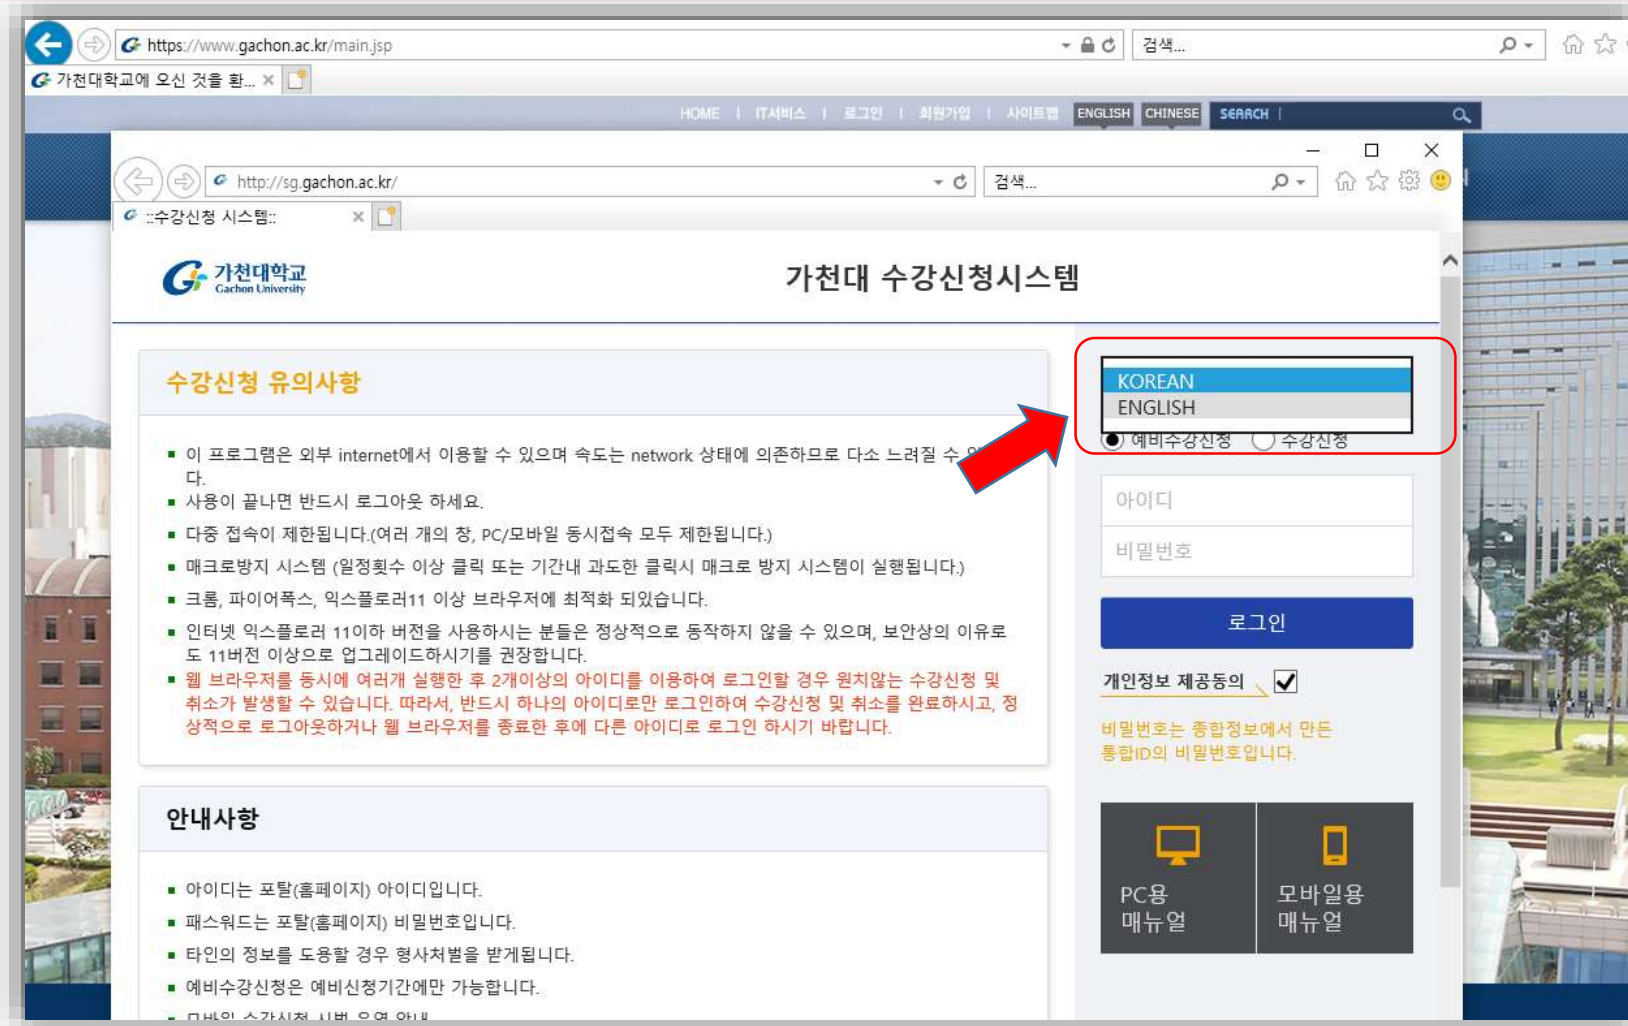 https://www.gachon.ac.kr/main.jsp
검색...
가천대학교에 오신 것을 환...
HOME | IT서비스 | 로그인 | 회원가입 | 사이트맵 ENGLISH CHINESE SEARCH |
http://sg.gachon.ac.kr/
검색...
::수강신청 시스템::
가천대학교
Gachon University
가천대 수강신청시스템
수강신청 유의사항
이 프로그램은 외부 internet에서 이용할 수 있으며 속도는 network 상태에 의존하므로 다소 느려질 수
다.
사용이 끝나면 반드시 로그아웃 하세요.
다중 접속이 제한됩니다.(여러 개의 창, PC/모바일 동시접속 모두 제한됩니다.)
매크로방지 시스템 (일정횟수 이상 클릭 또는 기간내 과도한 클릭시 매크로 방지 시스템이 실행됩니다.)
크롬, 파이어폭스, 익스플로러11 이상 브라우저에 최적화 되있습니다.
인터넷 익스플로러 11이하 버전을 사용하시는 분들은 정상적으로 동작하지 않을 수 있으며, 보안상의 이유로
도 11버전 이상으로 업그레이드하시기를 권장합니다.
웹 브라우저를 동시에 여러개 실행한 후 2개이상의 아이디를 이용하여 로그인할 경우 원치않는 수강신청 및
취소가 발생할 수 있습니다. 따라서, 반드시 하나의 아이디로만 로그인하여 수강신청 및 취소를 완료하시고, 정
상적으로 로그아웃하거나 웹 브라우저를 종료한 후에 다른 아이디로 로그인 하시기 바랍니다.
안내사항
아이디는 포탈(홈페이지) 아이디입니다.
패스워드는 포탈(홈페이지) 비밀번호입니다.
타인의 정보를 도용할 경우 형사처벌을 받게됩니다.
예비수강신청은 예비신청기간에만 가능합니다.
모바일 수강신청 시범 운영 안내
KOREAN
ENGLISH
예비수강신청 수강신청
아이디
비밀번호
로그인
개인정보 제공동의
비밀번호는 종합정보에서 만든
통합ID의 비밀번호입니다.
PC용
매뉴얼
모바일용
매뉴얼